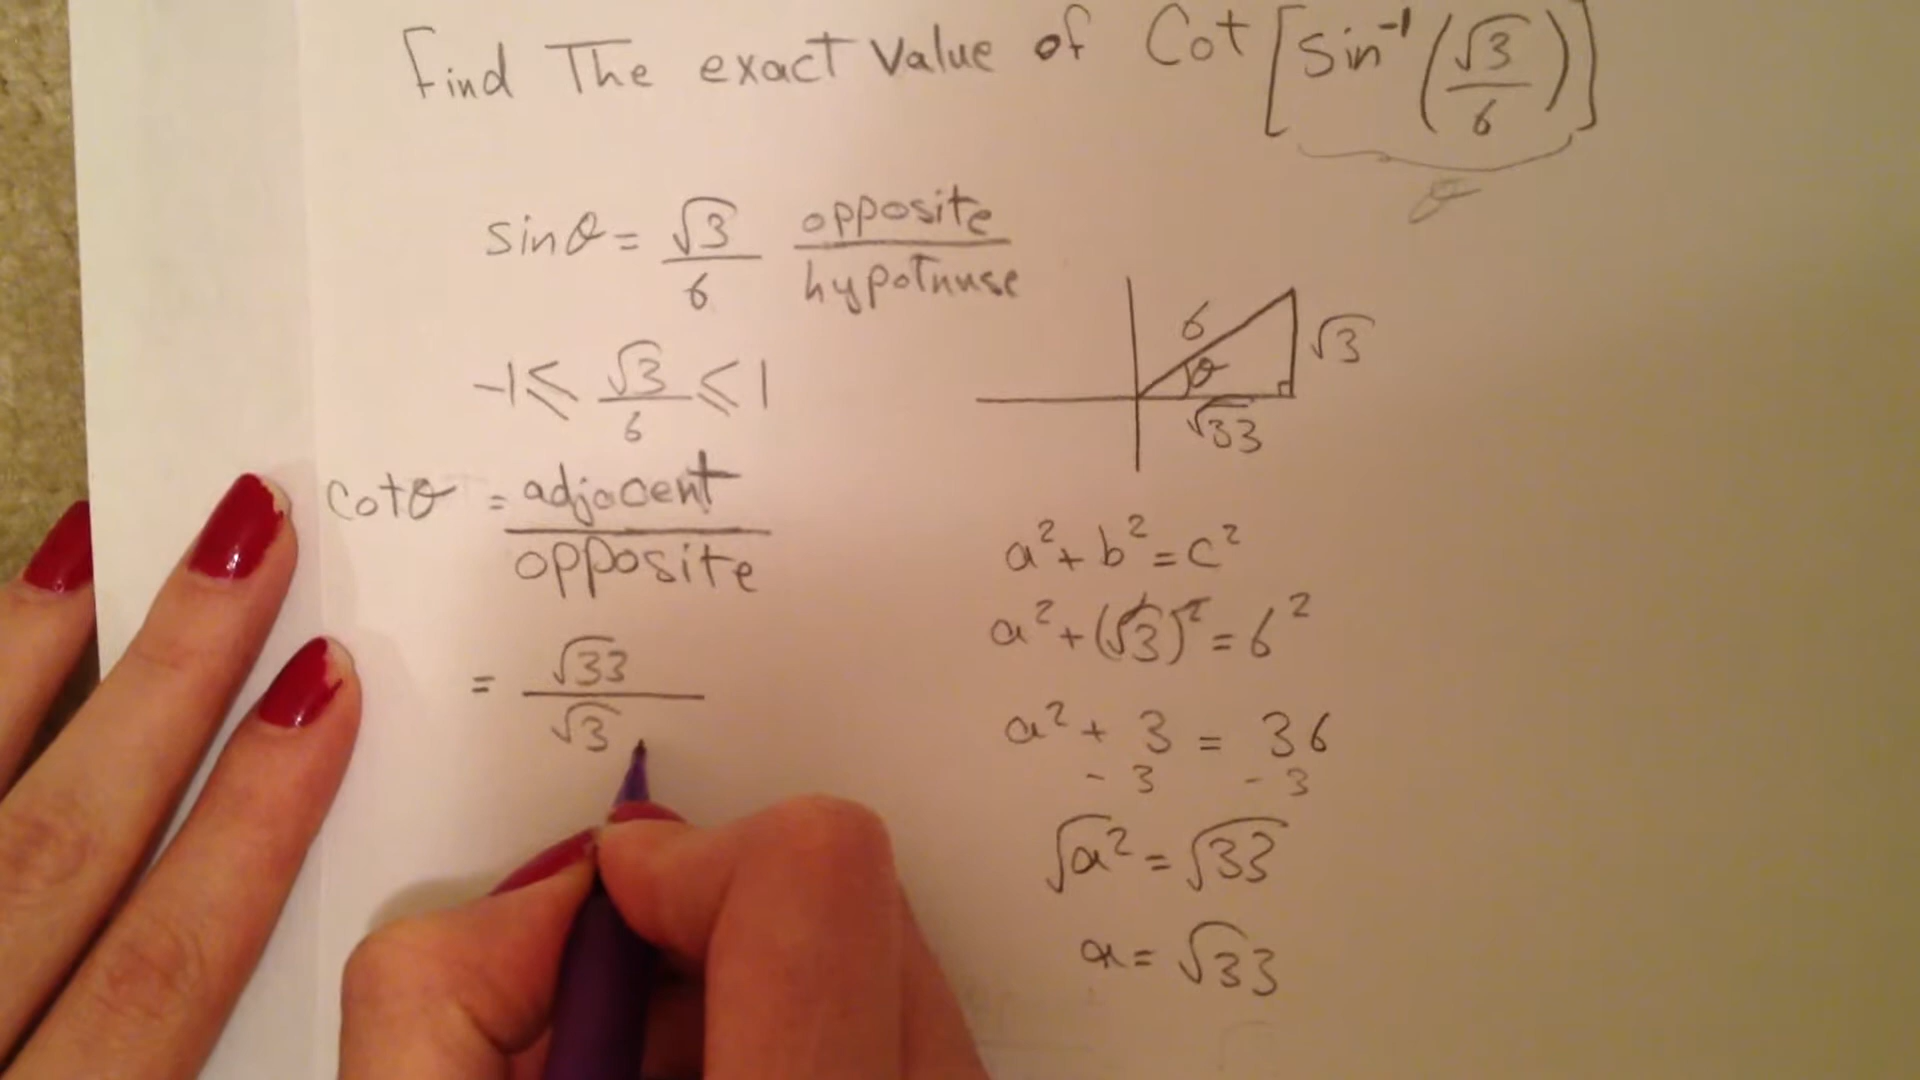 Find The exact value of Cot [Sin⁻¹(√3/6)]
θ
sinθ = √3/6 opposite/hypotnuse
-1 ≤ √3/6 ≤ 1
6
√3
θ
√33
cotθ = adjacent/opposite
= √33/√3
a² + b² = c²
a² + (√3)² = 6²
a² + 3 = 36
- 3 - 3
√a² = √33
a = √33